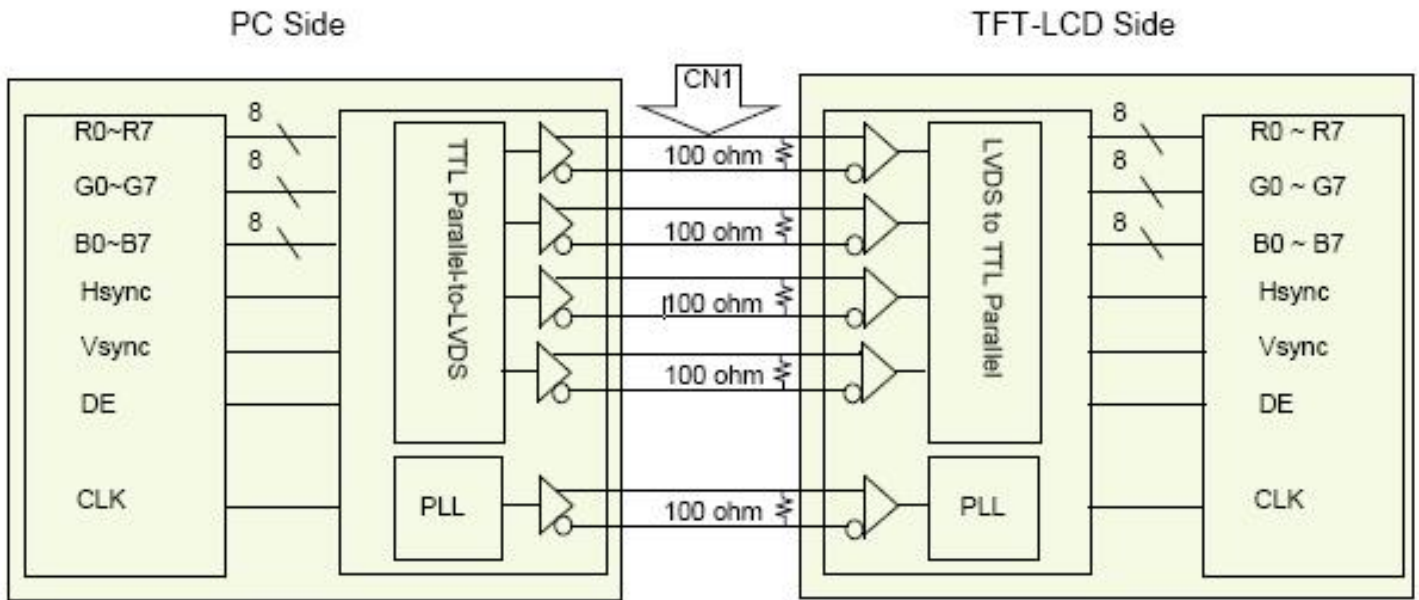 PC Side
TFT-LCD Side
CN1
8
R0~R7
8
G0~G7
8
B0~B7
Hsync
Vsync
DE
CLK
TTL Parallel-to-LVDS
PLL
100 ohm
100 ohm
100 ohm
100 ohm
100 ohm
LVDS to TTL Parallel
PLL
8
R0 ~ R7
8
G0 ~ G7
8
B0 ~ B7
Hsync
Vsync
DE
CLK